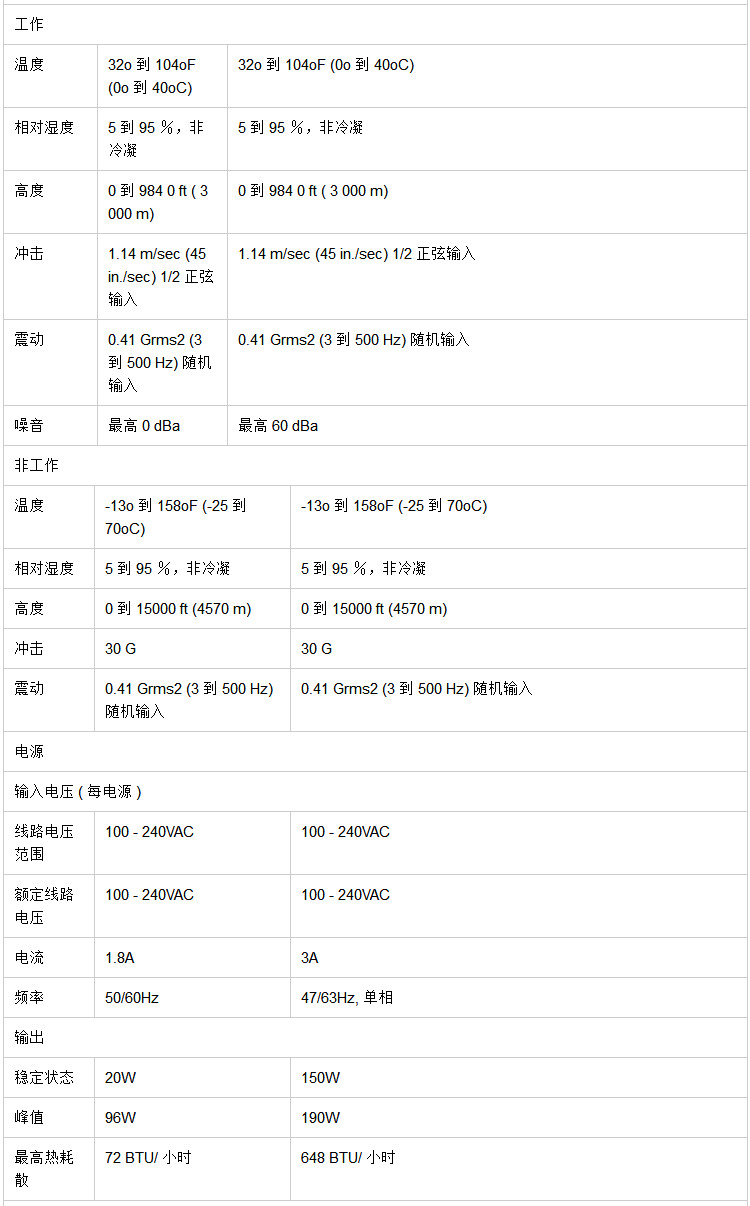 工作
温度
32o 到 104oF
(0o 到 40oC)
32o 到 104oF (0o 到 40oC)
相对湿度
5 到 95 %，非
冷凝
5 到 95 %，非冷凝
高度
0 到 984 0 ft ( 3
000 m)
0 到 984 0 ft ( 3 000 m)
冲击
1.14 m/sec (45
in./sec) 1/2 正弦
输入
1.14 m/sec (45 in./sec) 1/2 正弦输入
震动
0.41 Grms2 (3
到 500 Hz) 随机
输入
0.41 Grms2 (3 到 500 Hz) 随机输入
噪音
最高 0 dBa
最高 60 dBa
非工作
温度
-13o 到 158oF (-25 到
70oC)
-13o 到 158oF (-25 到 70oC)
相对湿度
5 到 95 %，非冷凝
5 到 95 %，非冷凝
高度
0 到 15000 ft (4570 m)
0 到 15000 ft (4570 m)
冲击
30 G
30 G
震动
0.41 Grms2 (3 到 500 Hz)
随机输入
0.41 Grms2 (3 到 500 Hz) 随机输入
电源
输入电压 ( 每电源 )
线路电压
范围
100 - 240VAC
100 - 240VAC
额定线路
电压
100 - 240VAC
100 - 240VAC
电流
1.8A
3A
频率
50/60Hz
47/63Hz, 单相
输出
稳定状态
20W
150W
峰值
96W
190W
最高热耗
散
72 BTU/ 小时
648 BTU/ 小时